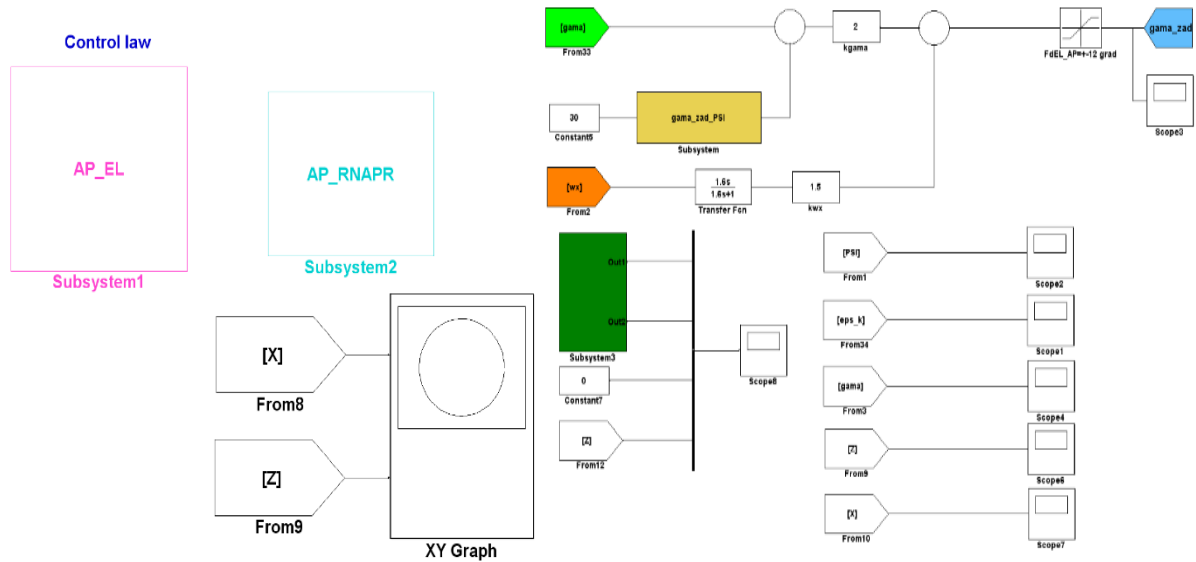 Control law
AP_EL
Subsystem1
AP_RNAPR
Subsystem2
[X]
From8
[Z]
From9
XY Graph
[gama]
From33
2
kgama
FdEL_AP=+-12 grad
gama_zad
Scope3
30
Constant5
gama_zad_PSI
Subsystem
[wx]
From2
1.6s
1.6s+1
Transfer Fcn
1.5
kwx
Out1
Out2
Subsystem3
0
Constant7
[Z]
From12
Scope8
[PSI]
From1
Scope2
[eps_k]
From34
Scope1
[gama]
From3
Scope4
[Z]
From9
Scope6
[X]
From10
Scope7